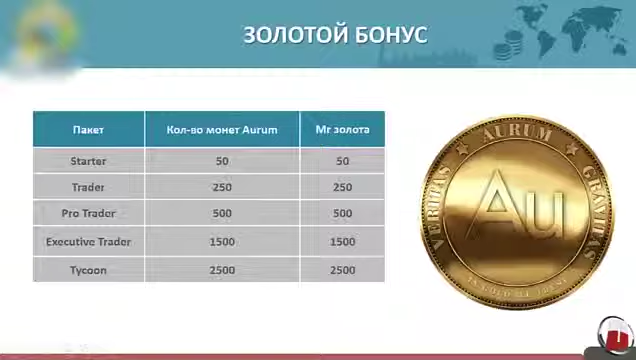 ЗОЛОТОЙ БОНУС
Пакет Кол-во монет Aurum Мг золота
Starter 50 50
Trader 250 250
Pro Trader 500 500
Executive Trader 1500 1500
Tycoon 2500 2500
AURUM
VERITAS
GRAVITAS
Au